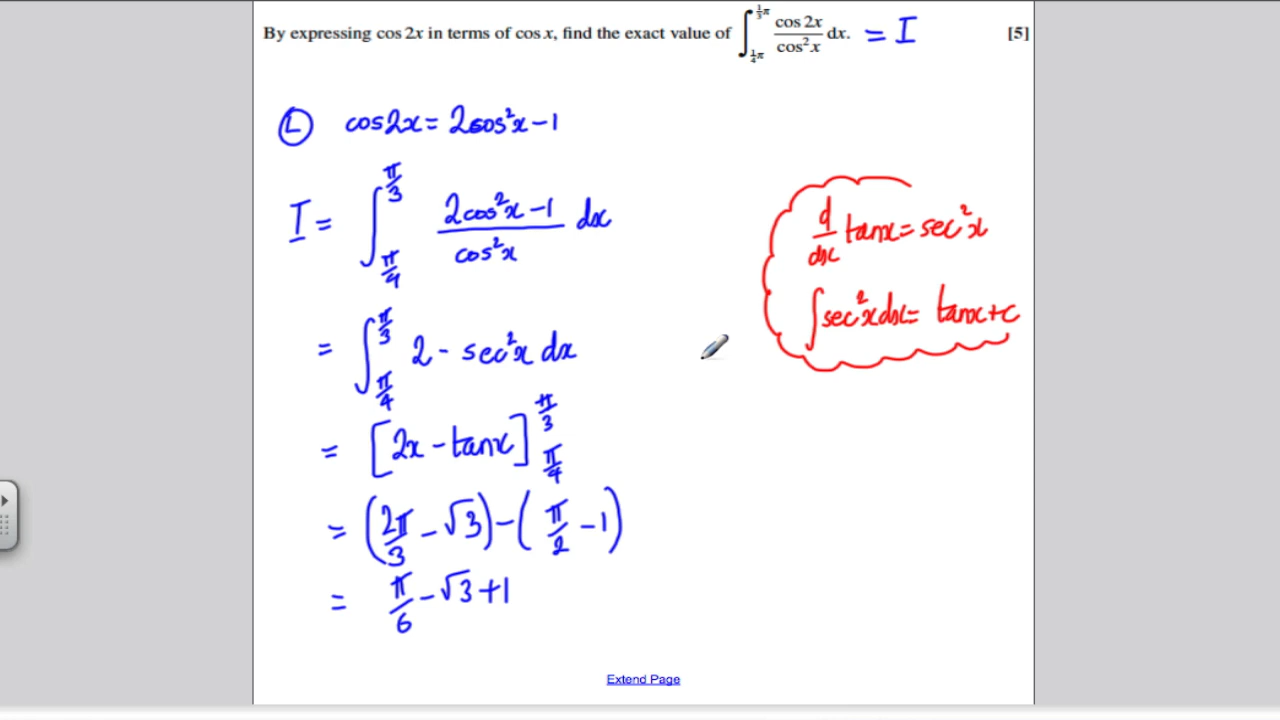 By expressing cos 2x in terms of cos x, find the exact value of ∫_{¼π}^{⅓π} cos 2x / cos²x dx. = I [5]
Ⓛ cos2x = 2cos²x − 1
I = ∫_{π/4}^{π/3} (2cos²x − 1) / cos²x dx
d/dx tanx = sec²x
∫sec²x dx = tanx + c
= ∫_{π/4}^{π/3} 2 − sec²x dx
= [2x − tanx]_{π/4}^{π/3}
= (2π/3 − √3) − (π/2 − 1)
= π/6 − √3 + 1
Extend Page